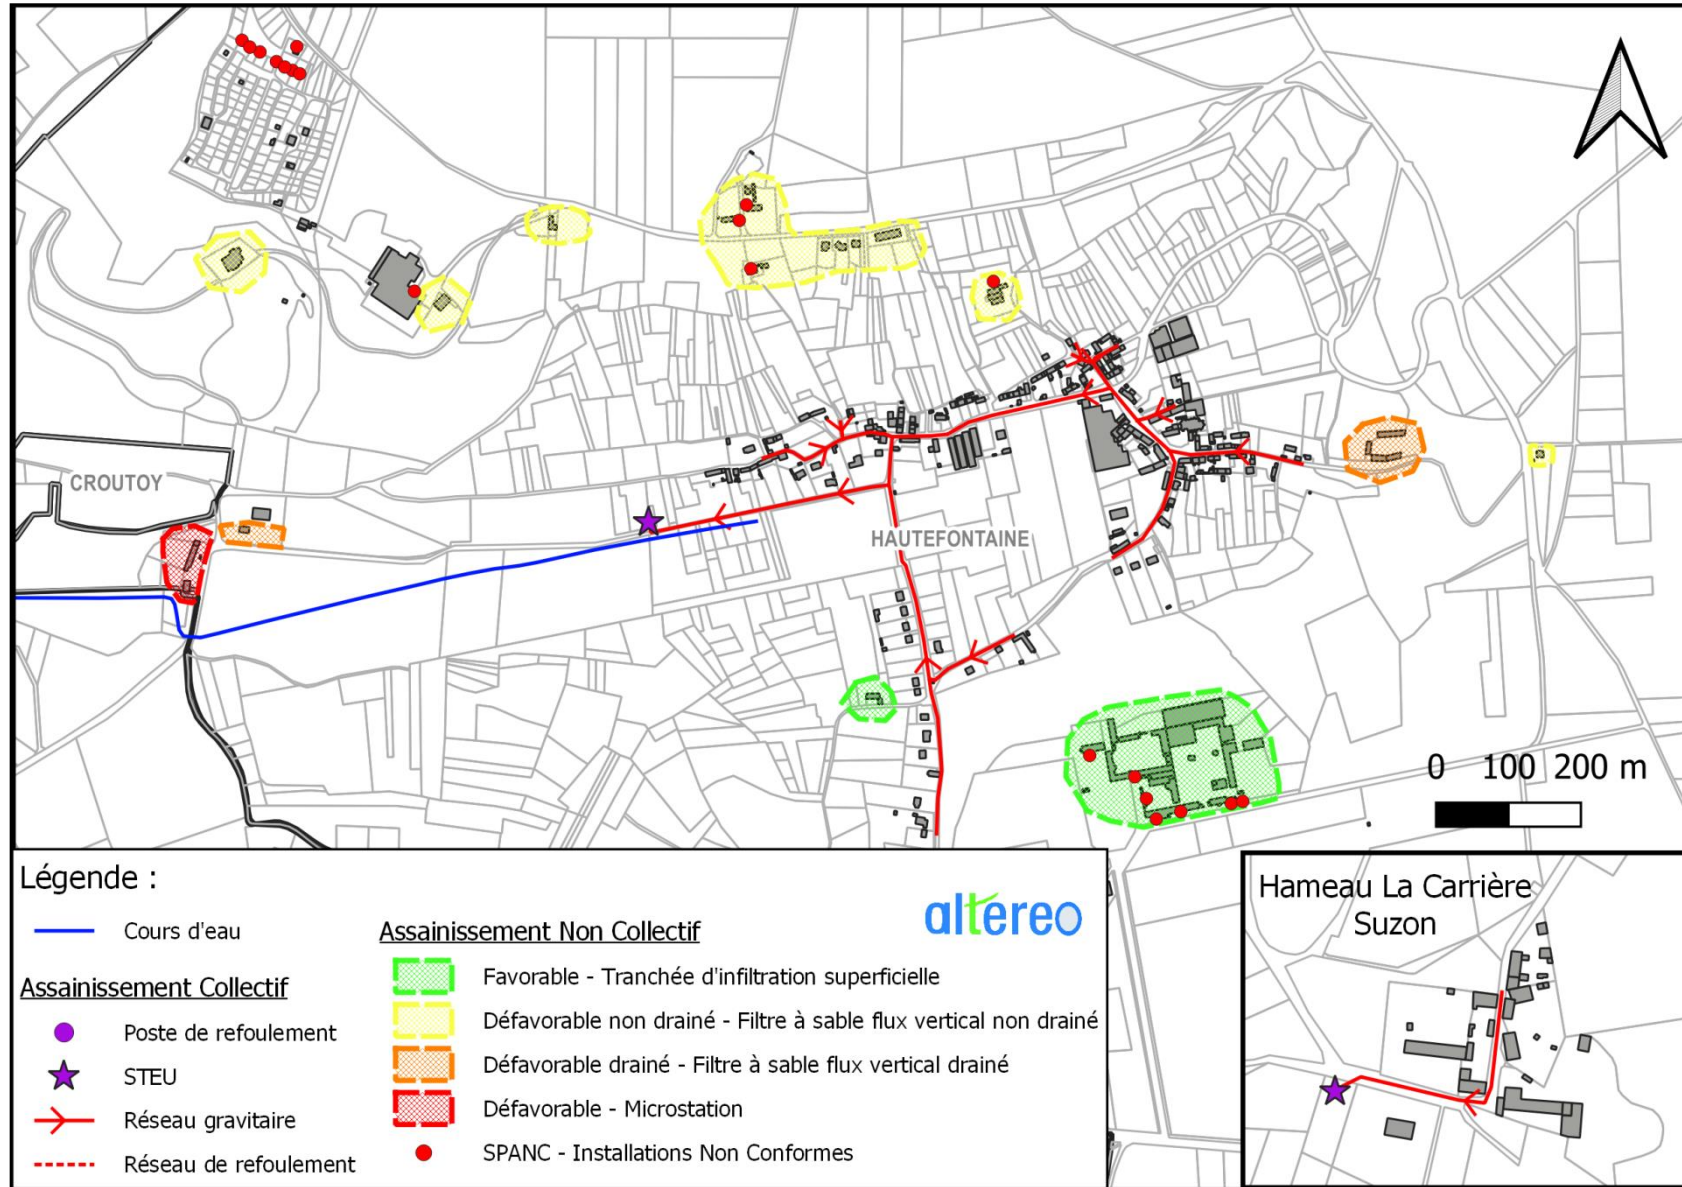 CROUTOY
HAUTEFONTAINE
0 100 200 m
Légende :
Cours d'eau
Assainissement Collectif
Poste de refoulement
STEU
Réseau gravitaire
Réseau de refoulement
Assainissement Non Collectif
Favorable - Tranchée d'infiltration superficielle
Défavorable non drainé - Filtre à sable flux vertical non drainé
Défavorable drainé - Filtre à sable flux vertical drainé
Défavorable - Microstation
SPANC - Installations Non Conformes
altereo
Hameau La Carrière
Suzon